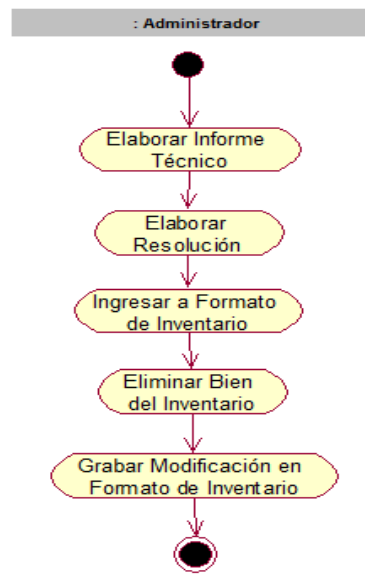 : Administrador
Elaborar Informe
Técnico
Elaborar
Resolución
Ingresar a Formato
de Inventario
Eliminar Bien
del Inventario
Grabar Modificación en
Formato de Inventario